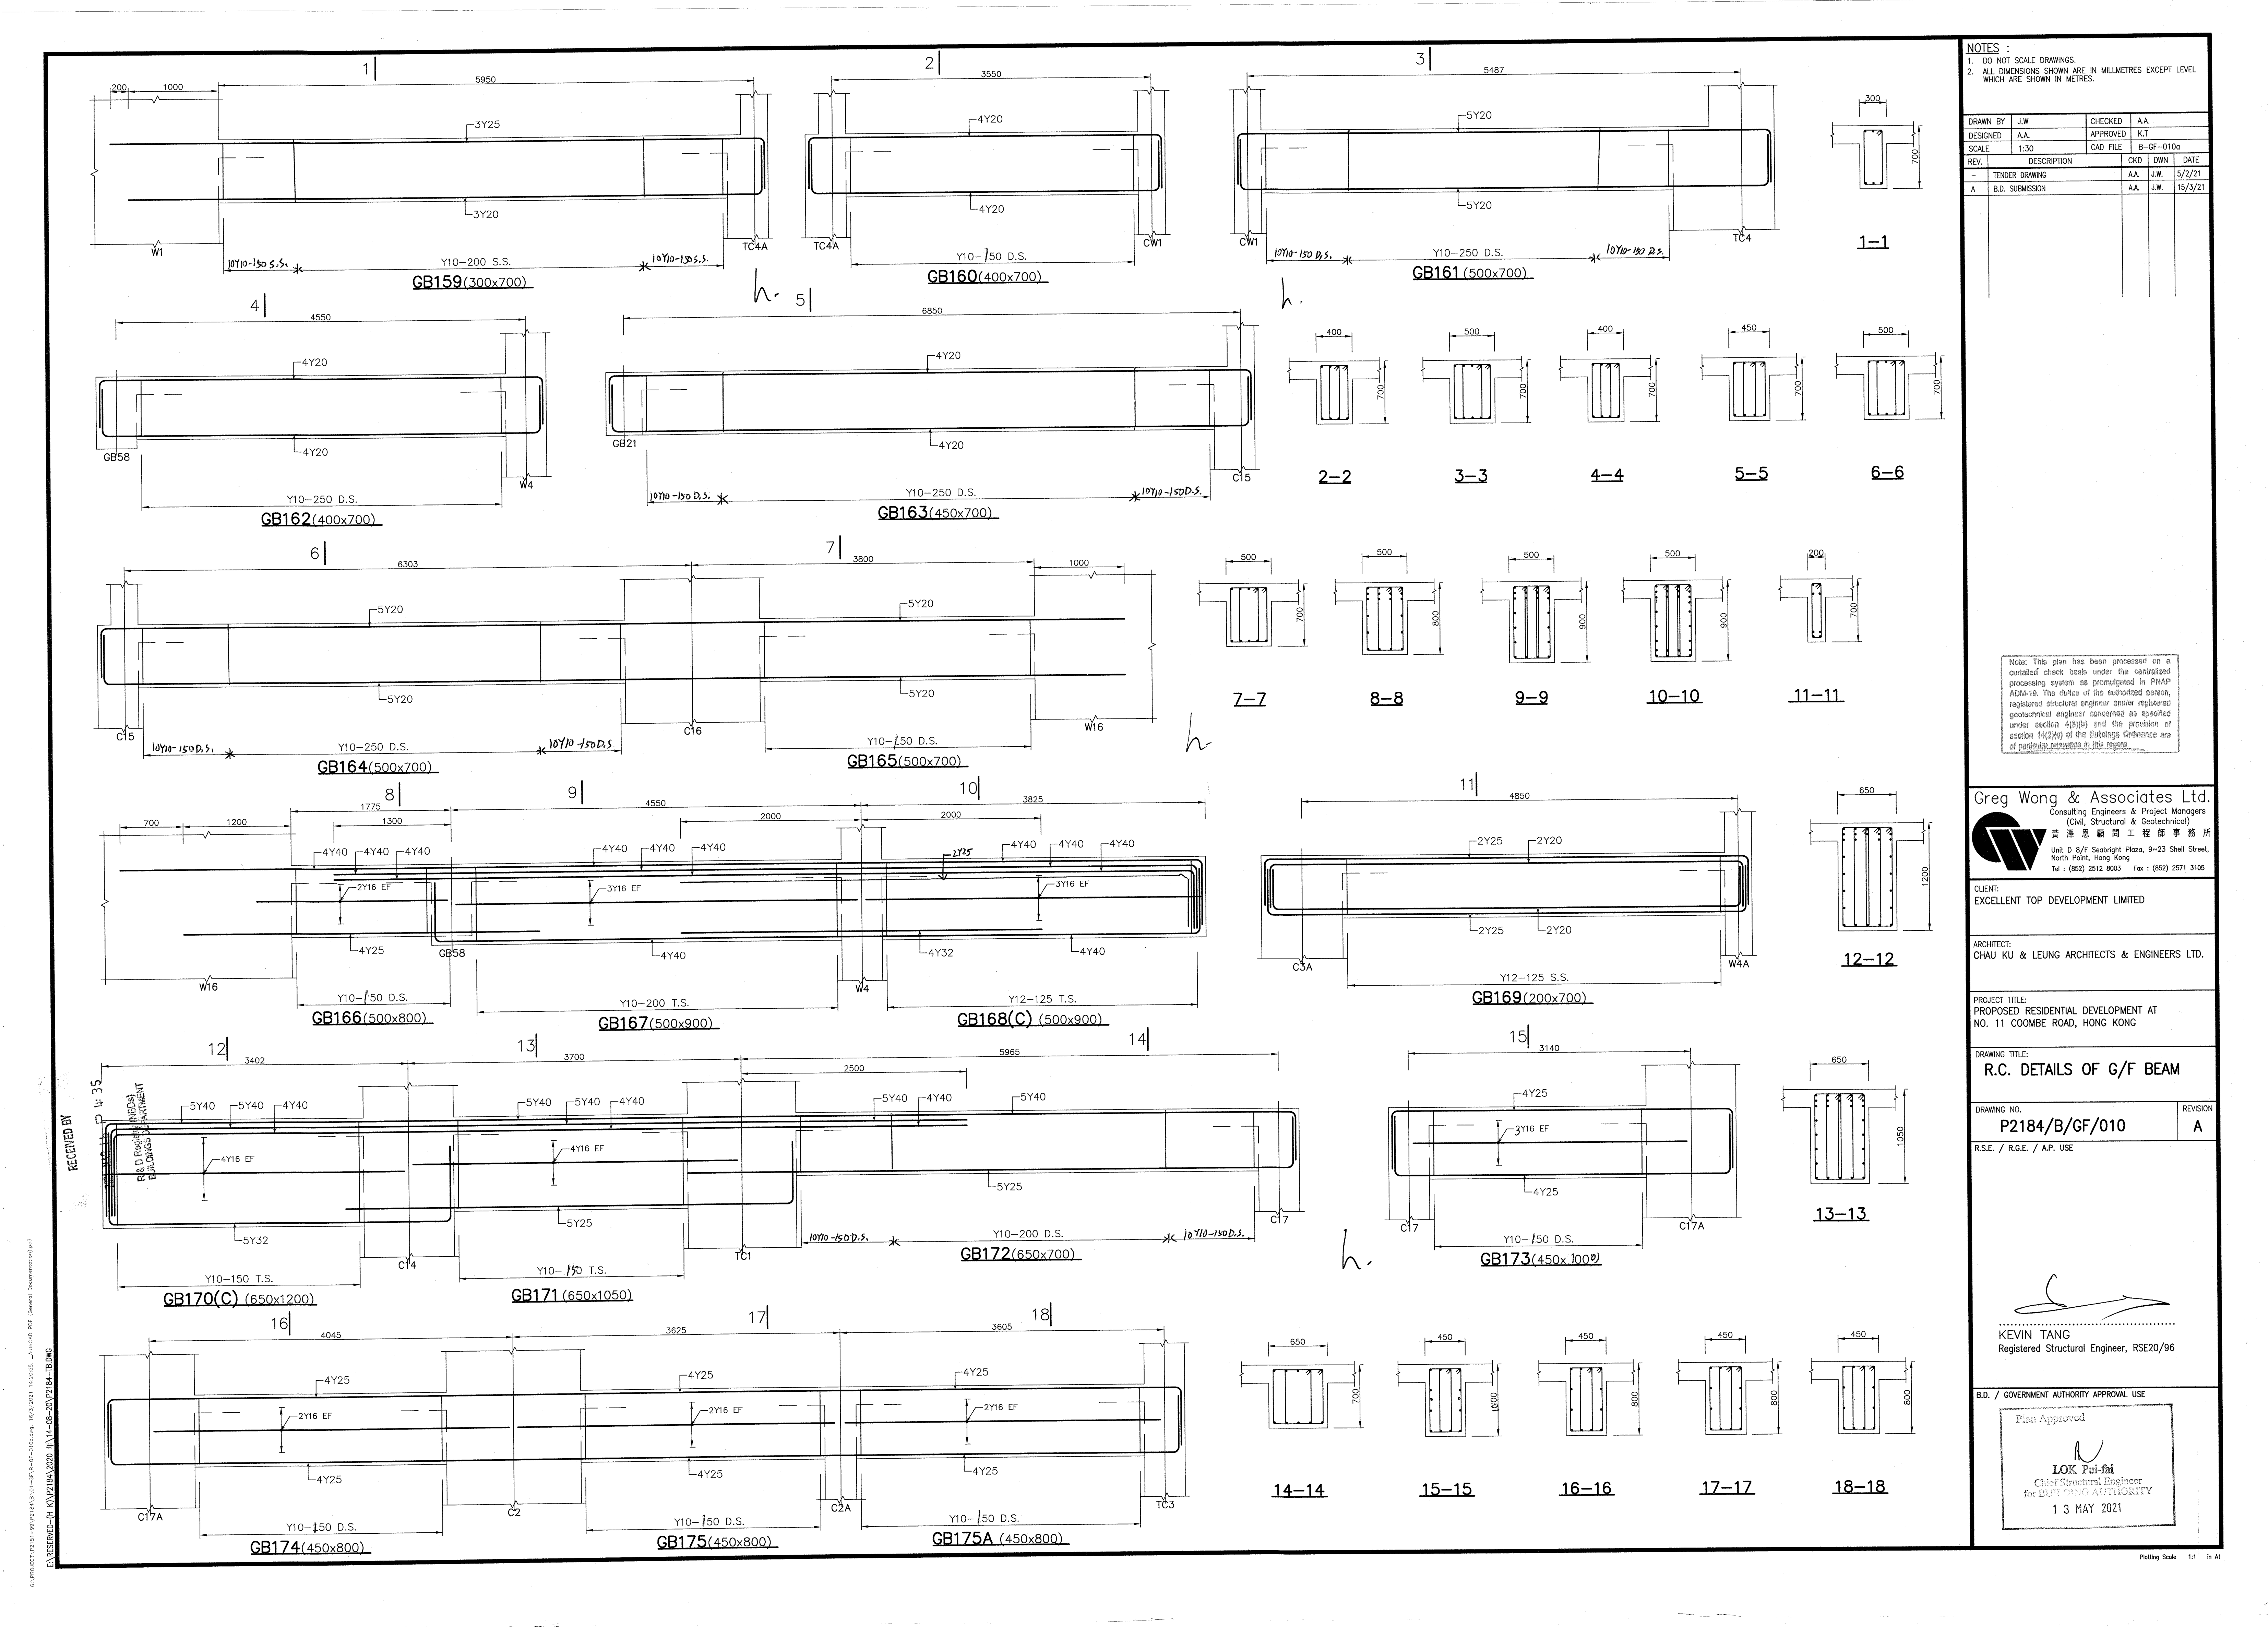 1
200
1000
5950
3Y25
3Y20
W1
TC4A
10Y10-150 S.S.
Y10-200 S.S.
10Y10-150 S.S.
GB159(300x700)
2
3550
4Y20
4Y20
TC4A
CW1
Y10-150 D.S.
GB160(400x700)
h.
3
5487
5Y20
5Y20
CW1
TC4
10Y10-150 D.S.
Y10-250 D.S.
10Y10-150 D.S.
GB161(500x700)
h.
300
700
1-1
4
4550
4Y20
4Y20
GB58
W4
Y10-250 D.S.
GB162(400x700)
5
6850
4Y20
4Y20
GB21
C15
10Y10-150 D.S.
Y10-250 D.S.
10Y10-150 D.S.
GB163(450x700)
400
700
2-2
500
700
3-3
400
700
4-4
450
700
5-5
500
700
6-6
6
6303
5Y20
5Y20
C15
C16
10Y10-150 D.S.
Y10-250 D.S.
10Y10-150 D.S.
GB164(500x700)
7
3800
1000
5Y20
5Y20
W16
Y10-150 D.S.
GB165(500x700)
h.
500
700
7-7
500
800
8-8
500
900
9-9
500
900
10-10
200
700
11-11
8
1775
700
1200
1300
4Y40
4Y40
4Y40
2Y16 EF
4Y25
W16
GB58
Y10-150 D.S.
GB166(500x800)
9
4550
2000
4Y40
4Y40
4Y40
3Y16 EF
4Y40
W4
Y10-200 T.S.
GB167(500x900)
10
3825
2000
2Y25
4Y40
4Y40
4Y40
3Y16 EF
4Y32
4Y40
Y12-125 T.S.
GB168(C) (500x900)
11
4850
2Y25
2Y20
2Y25
2Y20
C3A
W4A
Y12-125 S.S.
GB169(200x700)
650
1200
12-12
12
3402
5Y40
5Y40
4Y40
4Y16 EF
5Y32
C14
Y10-150 T.S.
GB170(C) (650x1200)
13
3700
5Y40
5Y40
4Y40
4Y16 EF
5Y25
TC1
Y10-150 T.S.
GB171(650x1050)
14
5965
2500
5Y40
4Y40
5Y40
5Y25
C17
10Y10-150 D.S.
Y10-200 D.S.
10Y10-150 D.S.
GB172(650x700)
h.
15
3140
4Y25
3Y16 EF
4Y25
C17
C17A
Y10-150 D.S.
GB173(450x1000)
650
1050
13-13
16
4045
4Y25
2Y16 EF
4Y25
C17A
C2
Y10-150 D.S.
GB174(450x800)
17
3625
4Y25
2Y16 EF
4Y25
C2A
Y10-150 D.S.
GB175(450x800)
18
3605
4Y25
2Y16 EF
4Y25
TC3
Y10-150 D.S.
GB175A (450x800)
650
700
14-14
450
1000
15-15
450
800
16-16
450
800
17-17
450
800
18-18
RECEIVED BY
4:35
R&D Registry (NBDs)
BUILDINGS DEPARTMENT
E:\RESERVED-(H K)\P2184\2020 年\14-08-20\P2184-TB.DWG
NOTES :
1. DO NOT SCALE DRAWINGS.
2. ALL DIMENSIONS SHOWN ARE IN MILLMETRES EXCEPT LEVEL
WHICH ARE SHOWN IN METRES.
DRAWN BY J.W CHECKED A.A.
DESIGNED A.A. APPROVED K.T
SCALE 1:30 CAD FILE B-GF-010a
REV. DESCRIPTION CKD DWN DATE
- TENDER DRAWING A.A. J.W. 5/2/21
A B.D. SUBMISSION A.A. J.W. 15/3/21
Note: This plan has been processed on a
curtailed check basis under the centralized
processing system as promulgated in PNAP
ADM-19. The duties of the authorized person,
registered structural engineer and/or registered
geotechnical engineer concerned as specified
under section 4(3)(b) and the provision of
section 14(2)(a) of the Buildings Ordinance are
of particular relevance in this regard
Greg Wong & Associates Ltd.
Consulting Engineers & Project Managers
(Civil, Structural & Geotechnical)
黃澤恩顧問工程師事務所
Unit D 8/F Seabright Plaza, 9-23 Shell Street,
North Point, Hong Kong
Tel : (852) 2512 8003 Fax : (852) 2571 3105
CLIENT:
EXCELLENT TOP DEVELOPMENT LIMITED
ARCHITECT:
CHAU KU & LEUNG ARCHITECTS & ENGINEERS LTD.
PROJECT TITLE:
PROPOSED RESIDENTIAL DEVELOPMENT AT
NO. 11 COOMBE ROAD, HONG KONG
DRAWING TITLE:
R.C. DETAILS OF G/F BEAM
DRAWING NO. REVISION
P2184/B/GF/010 A
R.S.E. / R.G.E. / A.P. USE
KEVIN TANG
Registered Structural Engineer, RSE20/96
B.D. / GOVERNMENT AUTHORITY APPROVAL USE
Plan Approved
LOK Pui-fai
Chief Structural Engineer
for BUILDING AUTHORITY
13 MAY 2021
Plotting Scale 1:1 in A1